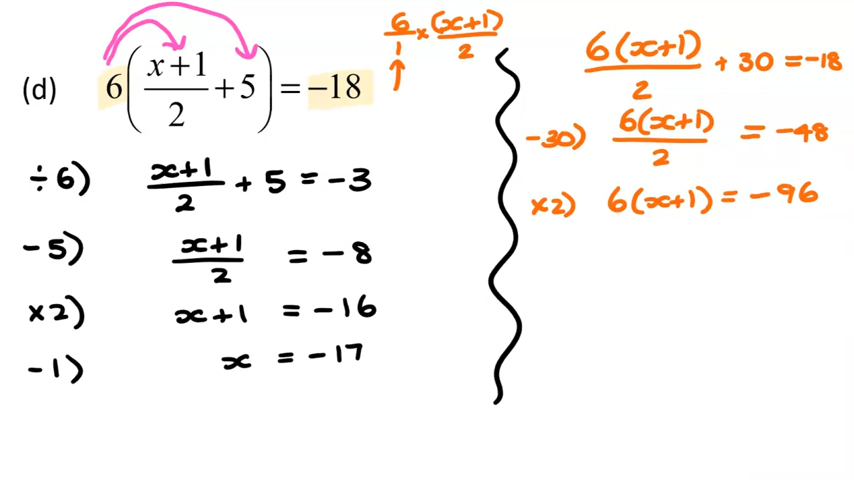 (d) 6((x+1)/2 + 5) = −18
÷6) (x+1)/2 + 5 = −3
−5) (x+1)/2 = −8
×2) x+1 = −16
−1) x = −17
6/1 × (x+1)/2
6(x+1)/2 + 30 = −18
−30) 6(x+1)/2 = −48
×2) 6(x+1) = −96